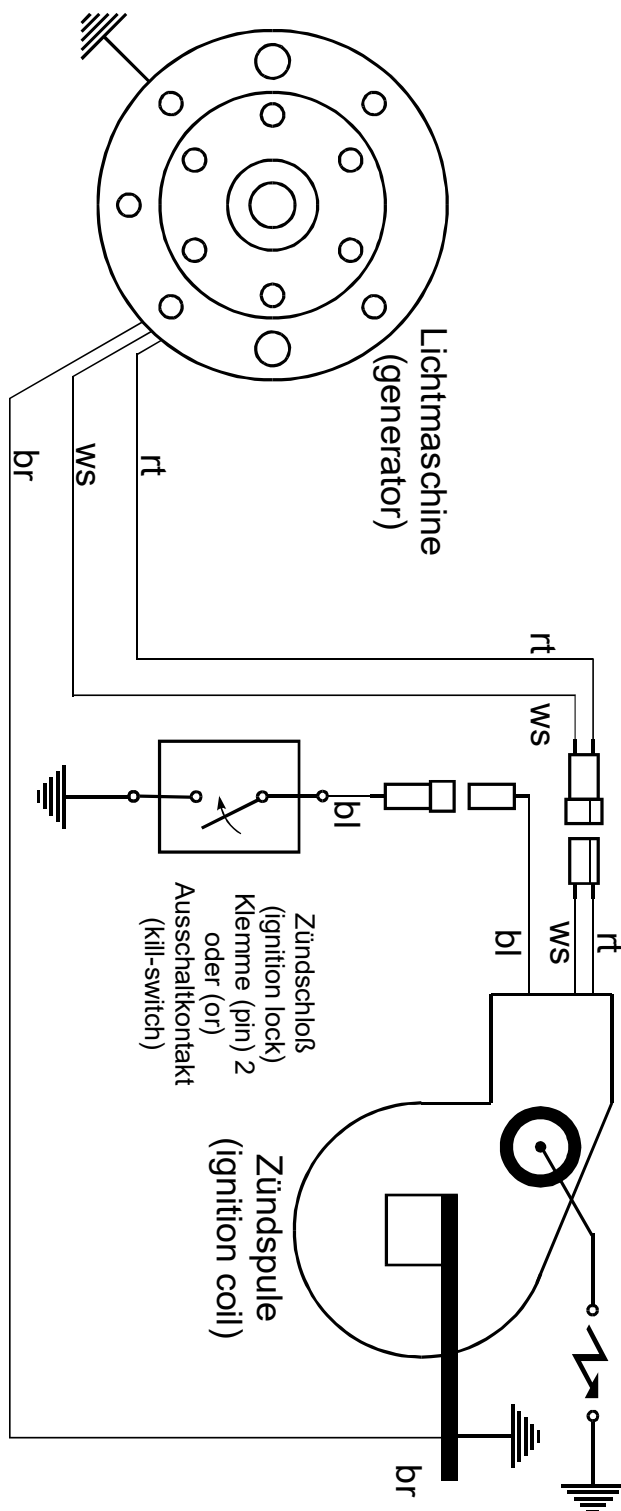 Lichtmaschine
(generator)
rt
ws
br
rt
ws
rt
ws
bl
bl
Zündschloß
(ignition lock)
Klemme (pin) 2
oder (or)
Ausschaltkontakt
(kill-switch)
Zündspule
(ignition coil)
br